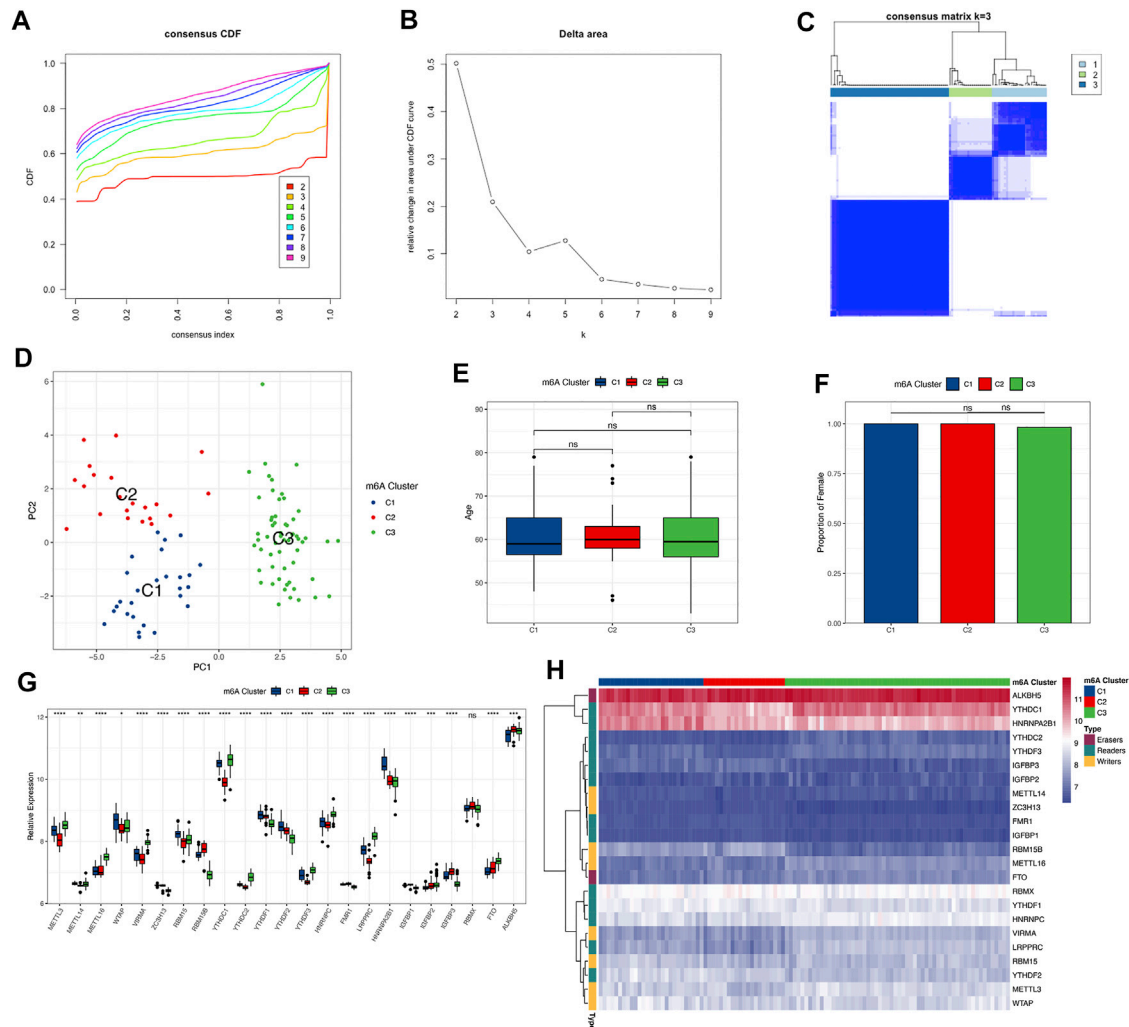 A
consensus CDF
CDF
1.0
0.8
0.6
0.4
0.2
0.0
2
3
4
5
6
7
8
9
0.0 0.2 0.4 0.6 0.8 1.0
consensus index
B
Delta area
relative change in area under CDF curve
0.5
0.4
0.3
0.2
0.1
2 3 4 5 6 7 8 9
k
C
consensus matrix k=3
1
2
3
D
PC2
6
4
2
0
−2
C2
C3
C1
−5.0 −2.5 0.0 2.5 5.0
PC1
m6A Cluster
C1
C2
C3
E
m6A Cluster C1 C2 C3
Age
90
80
70
60
50
ns
ns
ns
C1 C2 C3
F
m6A Cluster C1 C2 C3
Proportion of Female
1.00
0.75
0.50
0.25
0.00
ns ns
C1 C2 C3
G
m6A Cluster C1 C2 C3
Relative Expression
12
10
8
6
**** ** **** * **** **** **** **** **** **** **** **** **** **** **** **** **** **** *** *** ns **** ***
METTL3
METTL14
METTL16
WTAP
VIRMA
ZC3H13
RBM15
RBM15B
YTHDC1
YTHDC2
YTHDF1
YTHDF2
YTHDF3
HNRNPC
FMR1
LRPPRC
HNRNPA2B1
IGFBP1
IGFBP2
IGFBP3
RBMX
FTO
ALKBH5
H
m6A Cluster
ALKBH5
YTHDC1
HNRNPA2B1
YTHDC2
YTHDF3
IGFBP3
IGFBP2
METTL14
ZC3H13
FMR1
IGFBP1
RBM15B
METTL16
FTO
RBMX
YTHDF1
HNRNPC
VIRMA
LRPPRC
RBM15
YTHDF2
METTL3
WTAP
Type
11
10
9
8
7
m6A Cluster
C1
C2
C3
Type
Erasers
Readers
Writers